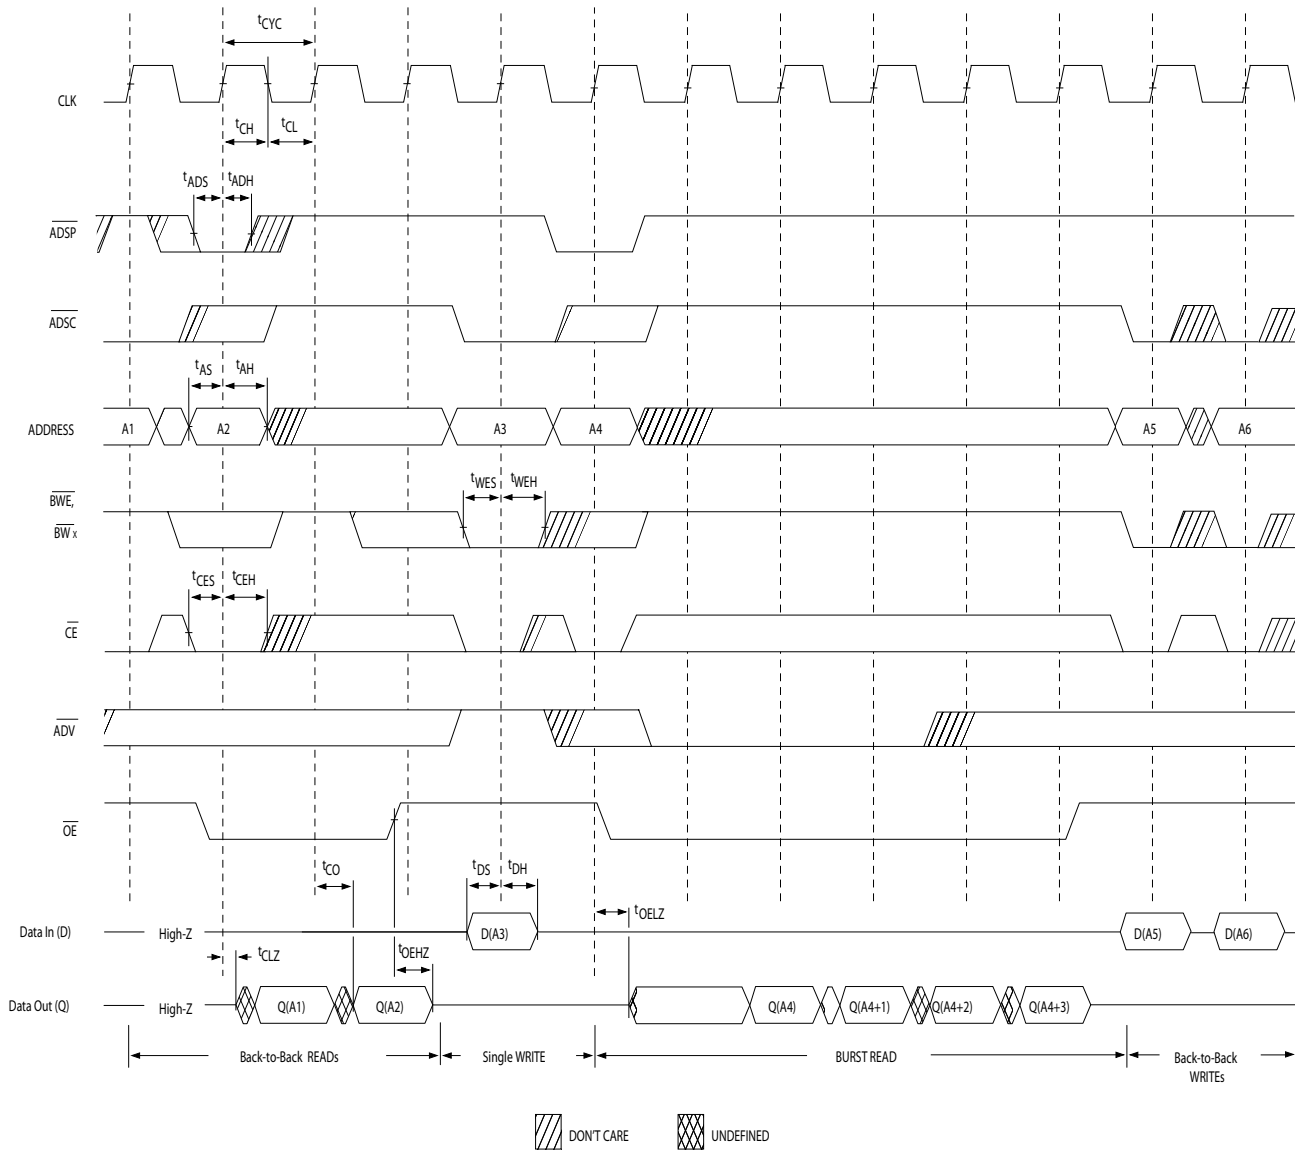 tCYC
CLK
tCH tCL
tADS tADH
ADSP
ADSC
tAS tAH
ADDRESS A1 A2 A3 A4 A5 A6
tWES tWEH
BWE,
BW x
tCES tCEH
CE
ADV
OE
tCO tDS tDH
tOELZ
Data In (D) High-Z D(A3) D(A5) D(A6)
tCLZ tOEHZ
Data Out (Q) High-Z Q(A1) Q(A2) Q(A4) Q(A4+1) Q(A4+2) Q(A4+3)
Back-to-Back READs Single WRITE BURST READ Back-to-Back
WRITEs
DON'T CARE UNDEFINED